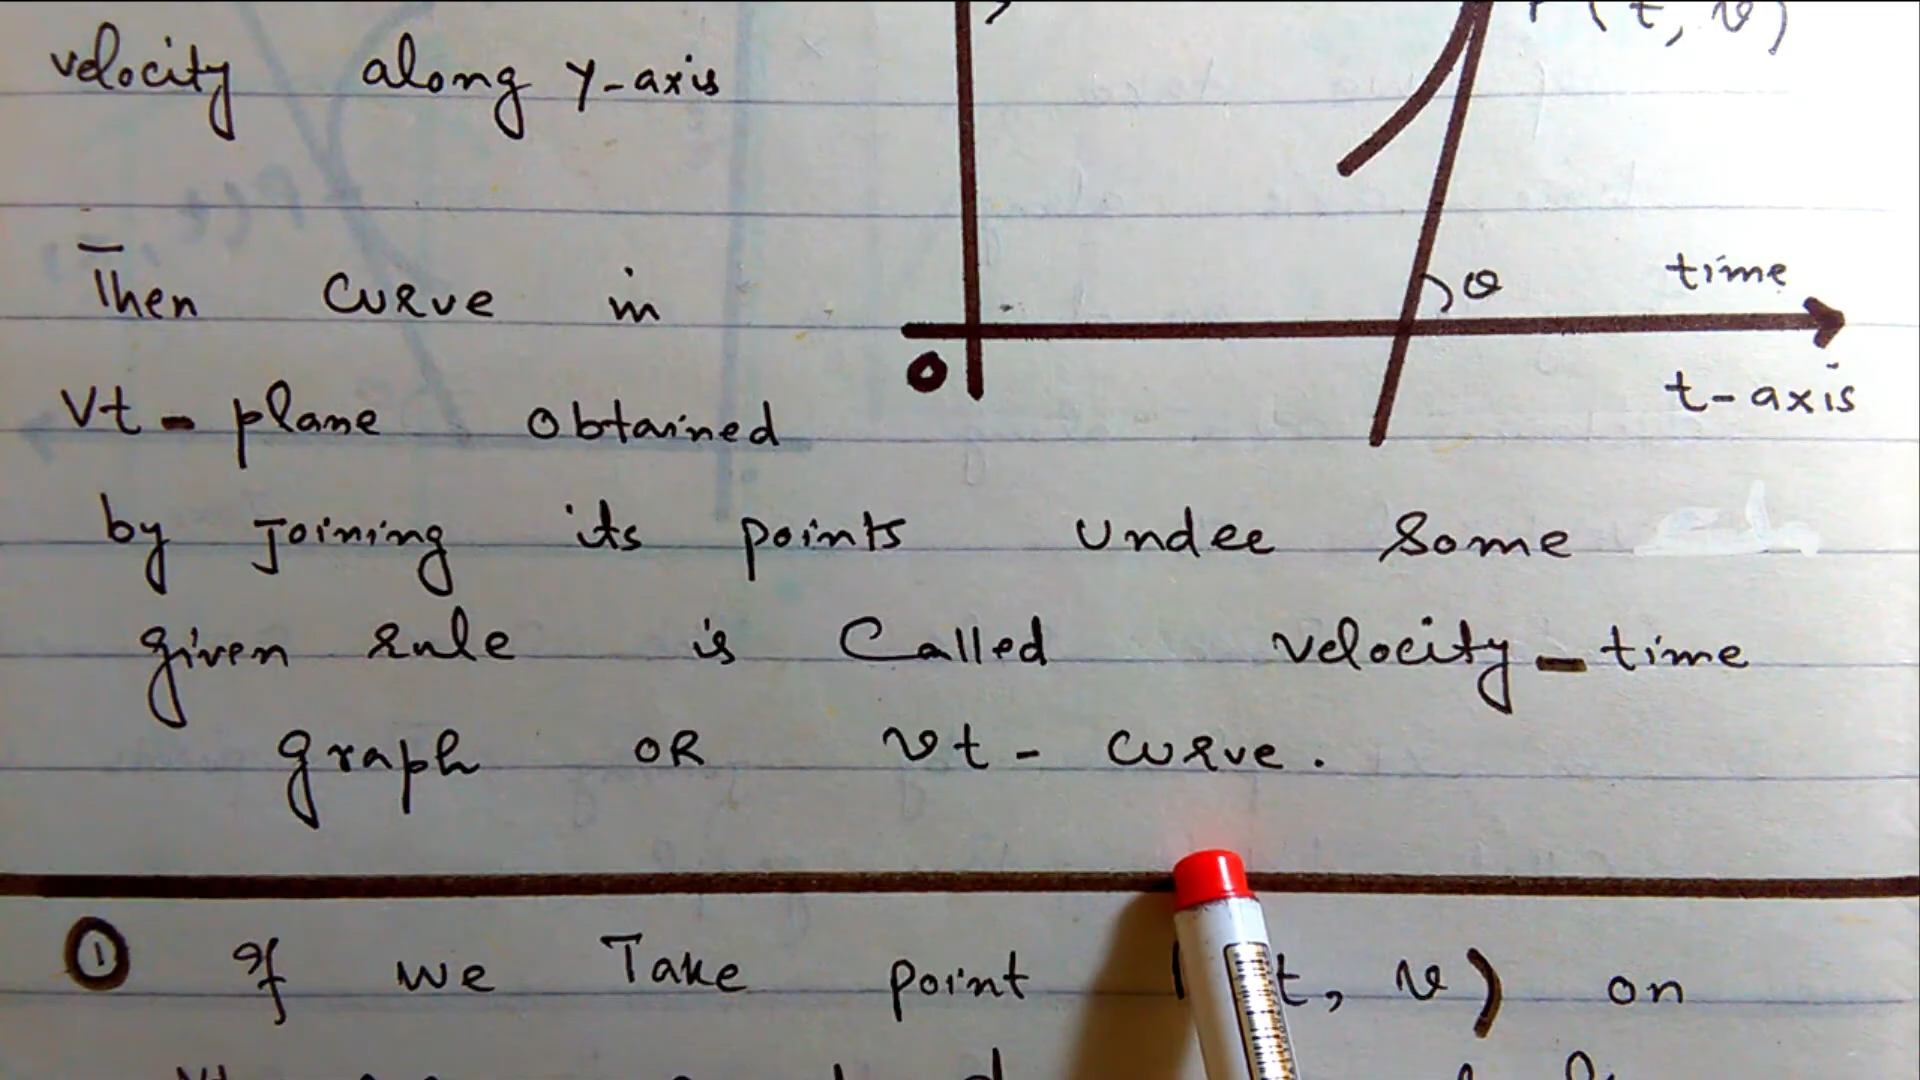 velocity along Y-axis
Then curve in
Vt - plane obtained
by Joining its points under some
given rule is Called velocity - time
graph OR vt - curve.
① If we Take point t, v) on
(t, v)
θ
time
O
t-axis